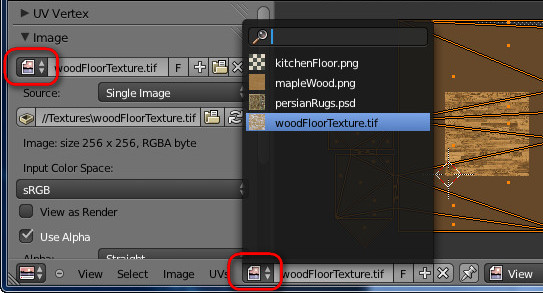 UV Vertex
Image
woodFloorTexture.tif F
Source: Single Image
//Textures\woodFloorTexture.tif
Image: size 256 x 256, RGBA byte
Input Color Space:
sRGB
View as Render
Use Alpha
Alpha: Straight
kitchenFloor.png
mapleWood.png
persianRugs.psd
woodFloorTexture.tif
View Select Image UVs woodFloorTexture.tif F View